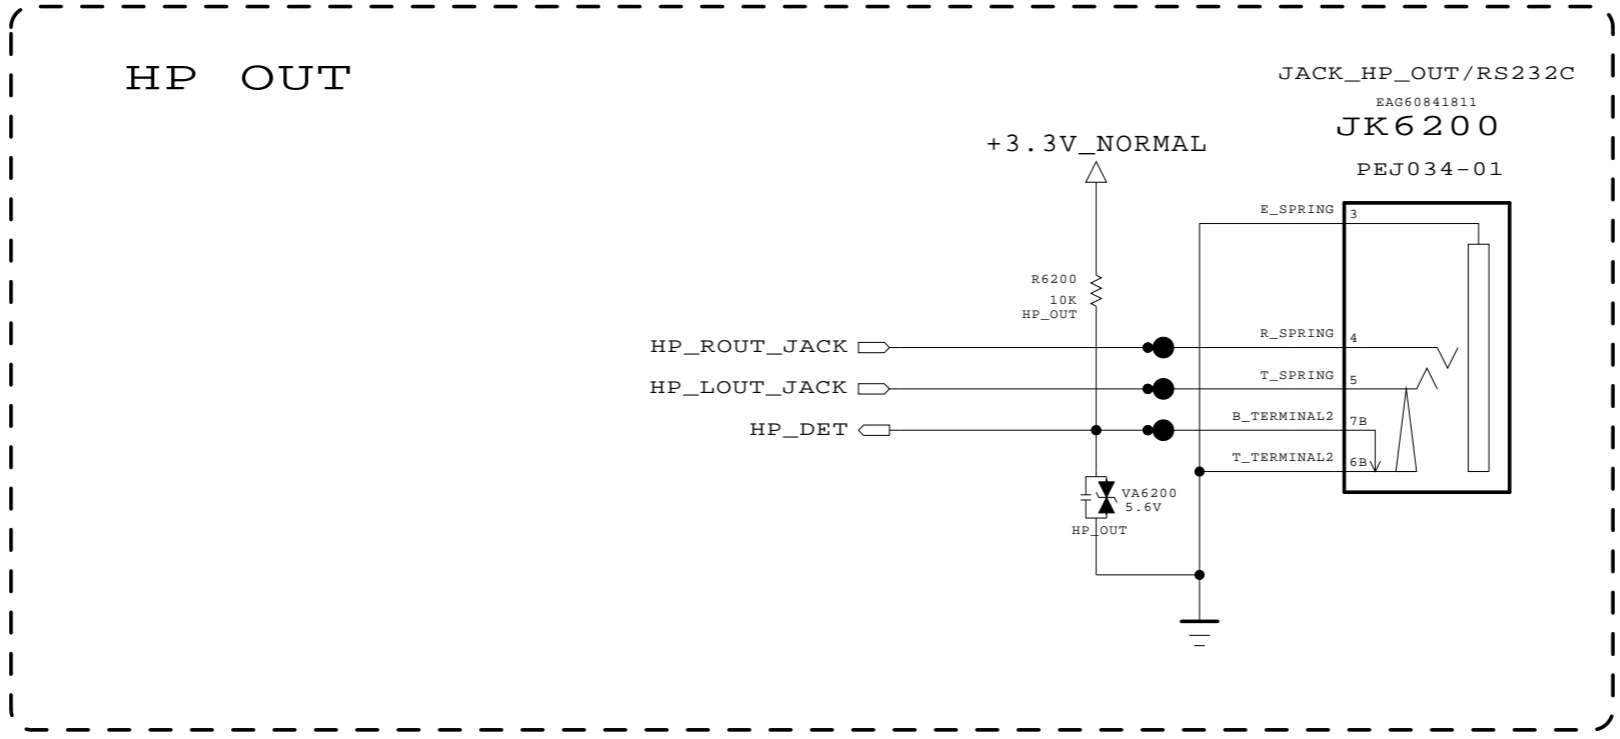 HP OUT
JACK_HP_OUT/RS232C
EAG60841811
JK6200
PEJ034-01
+3.3V_NORMAL
E_SPRING 3
R6200
10K
HP_OUT
HP_ROUT_JACK
R_SPRING 4
HP_LOUT_JACK
T_SPRING 5
HP_DET
B_TERMINAL2 7B
T_TERMINAL2 6B
VA6200
5.6V
HP_OUT